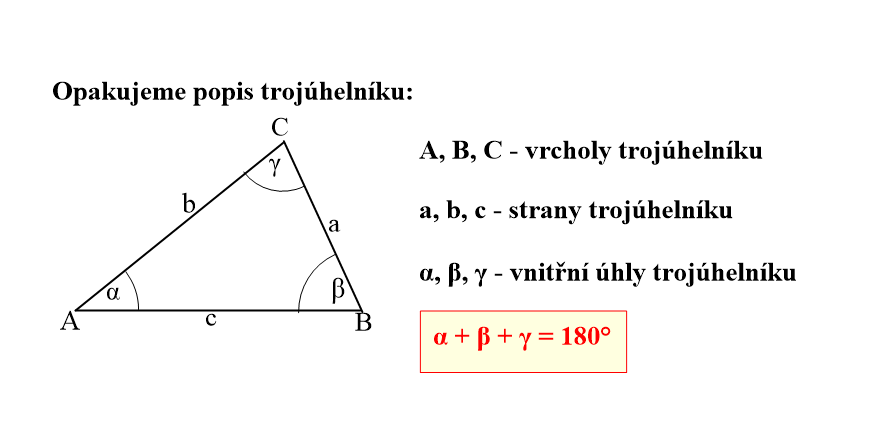 Opakujeme popis trojúhelníku:
C
γ
b
a
α
β
A
c
B
A, B, C - vrcholy trojúhelníku
a, b, c - strany trojúhelníku
α, β, γ - vnitřní úhly trojúhelníku
α + β + γ = 180°